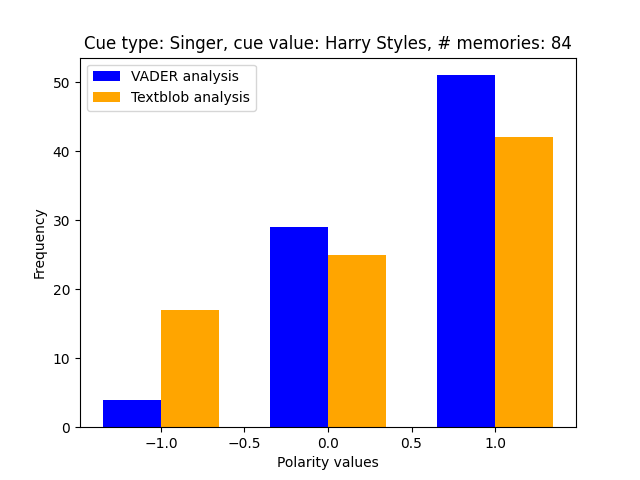 Cue type: Singer, cue value: Harry Styles, # memories: 84
VADER analysis
Textblob analysis
50
40
30
20
10
0
Frequency
−1.0 −0.5 0.0 0.5 1.0
Polarity values